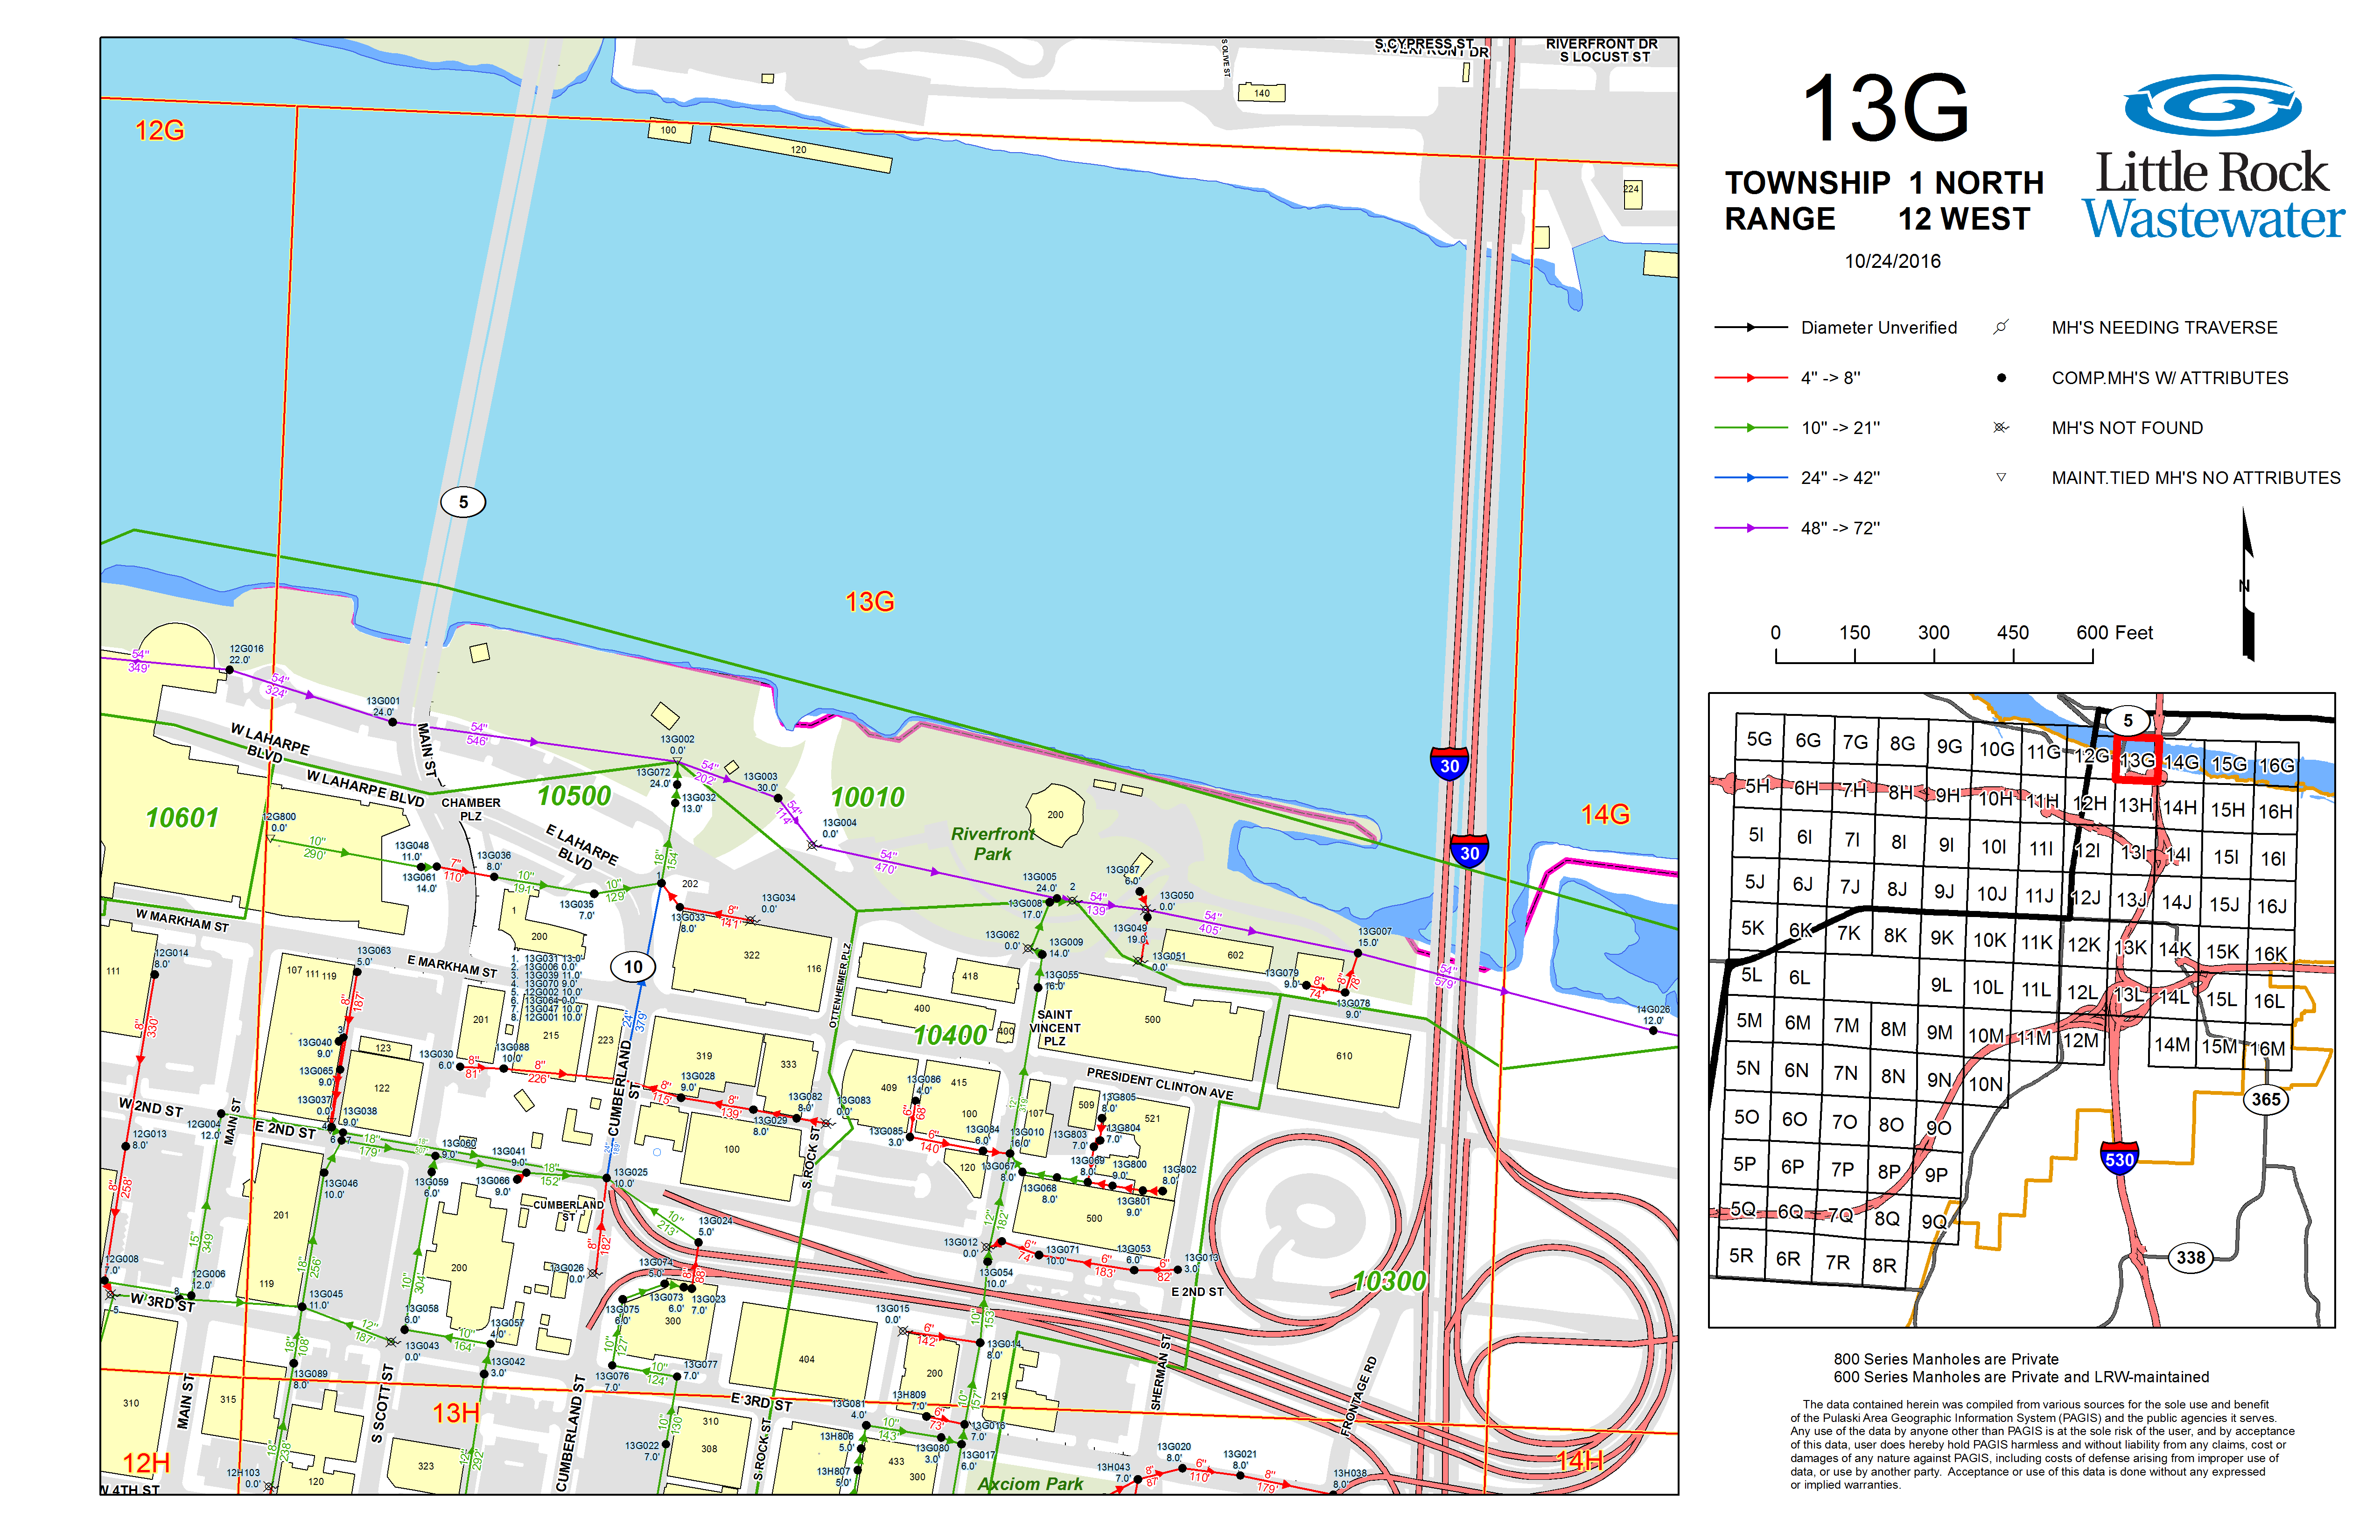 13G
TOWNSHIP 1 NORTH
RANGE 12 WEST
10/24/2016
Little Rock
Wastewater
Diameter Unverified
4" -> 8"
10" -> 21"
24" -> 42"
48" -> 72"
MH'S NEEDING TRAVERSE
COMP.MH'S W/ ATTRIBUTES
MH'S NOT FOUND
MAINT.TIED MH'S NO ATTRIBUTES
N
0 150 300 450 600 Feet
S CYPRESS ST
RIVERFRONT DR
RIVERFRONT DR
S LOCUST ST
S OLIVE ST
140
100
120
224
12G
13G
14G
12H
13H
14H
5
10
30
30
10601
10500
10010
10400
10300
Riverfront
Park
Axciom Park
W LAHARPE
BLVD
W LAHARPE BLVD
E LAHARPE
BLVD
CHAMBER
PLZ
MAIN ST
W MARKHAM ST
E MARKHAM ST
W 2ND ST
E 2ND ST
MAIN ST
W 3RD ST
E 3RD ST
W 4TH ST
MAIN ST
S SCOTT ST
CUMBERLAND ST
CUMBERLAND
ST
CUMBERLAND
ST
S ROCK ST
S ROCK ST
OTTENHEIMER PLZ
SAINT
VINCENT
PLZ
PRESIDENT CLINTON AVE
E 2ND ST
SHERMAN ST
FRONTAGE RD
54"
349'
12G016
22.0'
54"
324'
13G001
24.0'
54"
546'
13G002
0.0'
13G072
24.0'
13G032
13.0'
54"
202'
13G003
30.0'
54"
114'
13G004
0.0'
54"
470'
13G005
24.0'
13G008
17.0'
2
54"
139'
13G087
6.0'
13G050
0.0'
13G049
19.0'
13G051
0.0'
54"
405'
13G007
15.0'
54"
579'
14G026
12.0'
12G800
0.0'
10"
290'
13G048
11.0'
13G061
14.0'
7"
110'
13G036
8.0'
10"
191'
13G035
7.0'
10"
129'
18"
154'
1
202
13G033
8.0'
8"
141'
13G034
0.0'
13G062
0.0'
13G009
14.0'
13G055
16.0'
13G079
9.0'
8"
74'
8"
78'
13G078
9.0'
12G014
8.0'
8"
330'
13G063
5.0'
8"
187'
1. 13G031 13.0'
2. 13G006 0.0'
3. 13G039 11.0'
4. 13G070 9.0'
5. 12G002 10.0'
6. 13G064 0.0'
7. 13G047 10.0'
8. 12G001 10.0'
24"
379'
13G040
9.0'
13G065
9.0'
13G037
0.0'
13G038
9.0'
13G030
6.0'
8"
81'
13G088
10.0'
8"
226'
8"
115'
13G028
9.0'
8"
139'
13G029
8.0'
13G082
8.0'
13G083
0.0'
13G086
4.0'
6"
68'
13G085
3.0'
6"
140'
13G084
6.0'
13G010
16.0'
13G805
8.0'
13G804
7.0'
13G803
7.0'
13G067
13G069
8.0'
13G800
9.0'
13G802
8.0'
13G068
8.0'
13G801
9.0'
12G004
12.0'
12G013
8.0'
8"
258'
18"
179'
13G060
9.0'
13G041
9.0'
13G066
9.0'
18"
152'
13G025
10.0'
13G059
6.0'
13G046
10.0'
15"
349'
18"
256'
10"
304'
10"
213'
13G024
5.0'
8"
182'
13G026
0.0'
13G074
5.0'
8"
88'
13G073
6.0'
13G023
7.0'
13G075
6.0'
12G008
7.0'
12G006
12.0'
13G045
11.0'
13G058
6.0'
12"
187'
13G043
0.0'
10"
164'
13G057
4.0'
13G042
3.0'
10"
127'
13G076
7.0'
10"
124'
13G077
7.0'
18"
108'
13G089
8.0'
18"
238'
12H103
0.0'
12"
292'
10"
130'
13G022
7.0'
12"
182'
13G012
0.0'
6"
74'
13G071
10.0'
6"
183'
13G053
6.0'
6"
82'
13G013
3.0'
13G054
10.0'
10"
153'
13G015
0.0'
6"
142'
13G014
8.0'
10"
157'
13H809
7.0'
6"
73'
13G016
7.0'
13G081
4.0'
10"
143'
13H806
5.0'
13G080
3.0'
13G017
6.0'
13H807
5.0'
13H043
7.0'
13G020
8.0'
6"
110'
13G021
8.0'
8"
179'
13H038
8.0'
111
107 111 119
1
200
322
116
200
418
400
400
500
602
610
123
122
201
215
223
319
333
409
415
100
107
509
521
100
120
500
201
119
200
300
404
200
219
310
315
120
323
310
308
433
300
5
5G 6G 7G 8G 9G 10G 11G 12G 13G 14G 15G 16G
5H 6H 7H 8H 9H 10H 11H 12H 13H 14H 15H 16H
5I 6I 7I 8I 9I 10I 11I 12I 13I 14I 15I 16I
5J 6J 7J 8J 9J 10J 11J 12J 13J 14J 15J 16J
5K 6K 7K 8K 9K 10K 11K 12K 13K 14K 15K 16K
5L 6L 9L 10L 11L 12L 13L 14L 15L 16L
5M 6M 7M 8M 9M 10M 11M 12M 14M 15M 16M
5N 6N 7N 8N 9N 10N
5O 6O 7O 8O 9O
5P 6P 7P 8P 9P
5Q 6Q 7Q 8Q 9Q
5R 6R 7R 8R
365
530
338
800 Series Manholes are Private
600 Series Manholes are Private and LRW-maintained
The data contained herein was compiled from various sources for the sole use and benefit
of the Pulaski Area Geographic Information System (PAGIS) and the public agencies it serves.
Any use of the data by anyone other than PAGIS is at the sole risk of the user, and by acceptance
of this data, user does hereby hold PAGIS harmless and without liability from any claims, cost or
damages of any nature against PAGIS, including costs of defense arising from improper use of
data, or use by another party. Acceptance or use of this data is done without any expressed
or implied warranties.